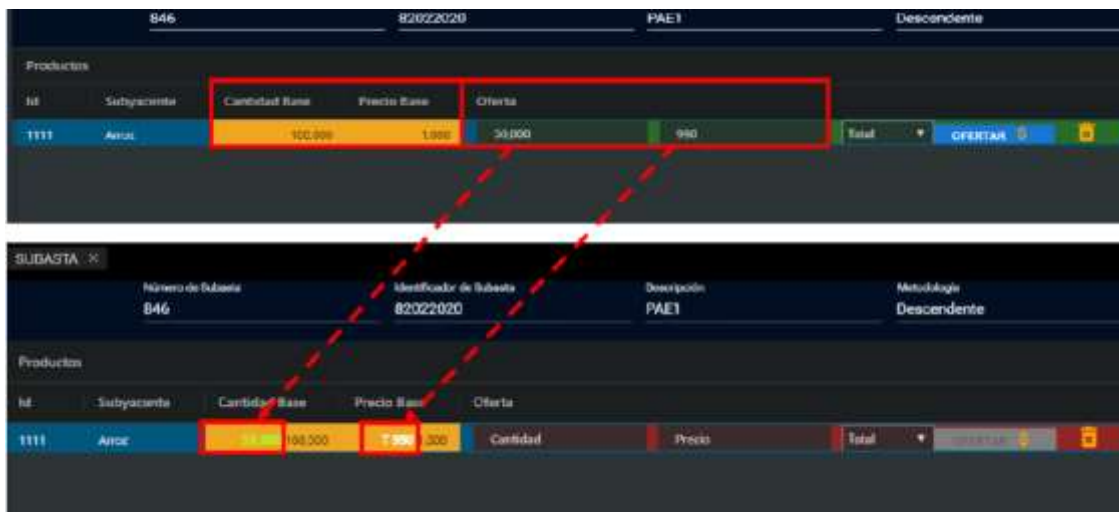 846 82022020 PAE1 Descendente
Productos
Id Subyacente Cantidad Base Precio Base Oferta
1111 Arroz 100,000 1,000 30,000 990 Total OFERTAR
SUBASTA ×
Número de Subasta Identificador de Subasta Descripción Metodología
846 82022020 PAE1 Descendente
Productos
Id Subyacente Cantidad Base Precio Base Oferta
1111 Arroz 100,000 T 990 Cantidad Precio Total OFERTAR